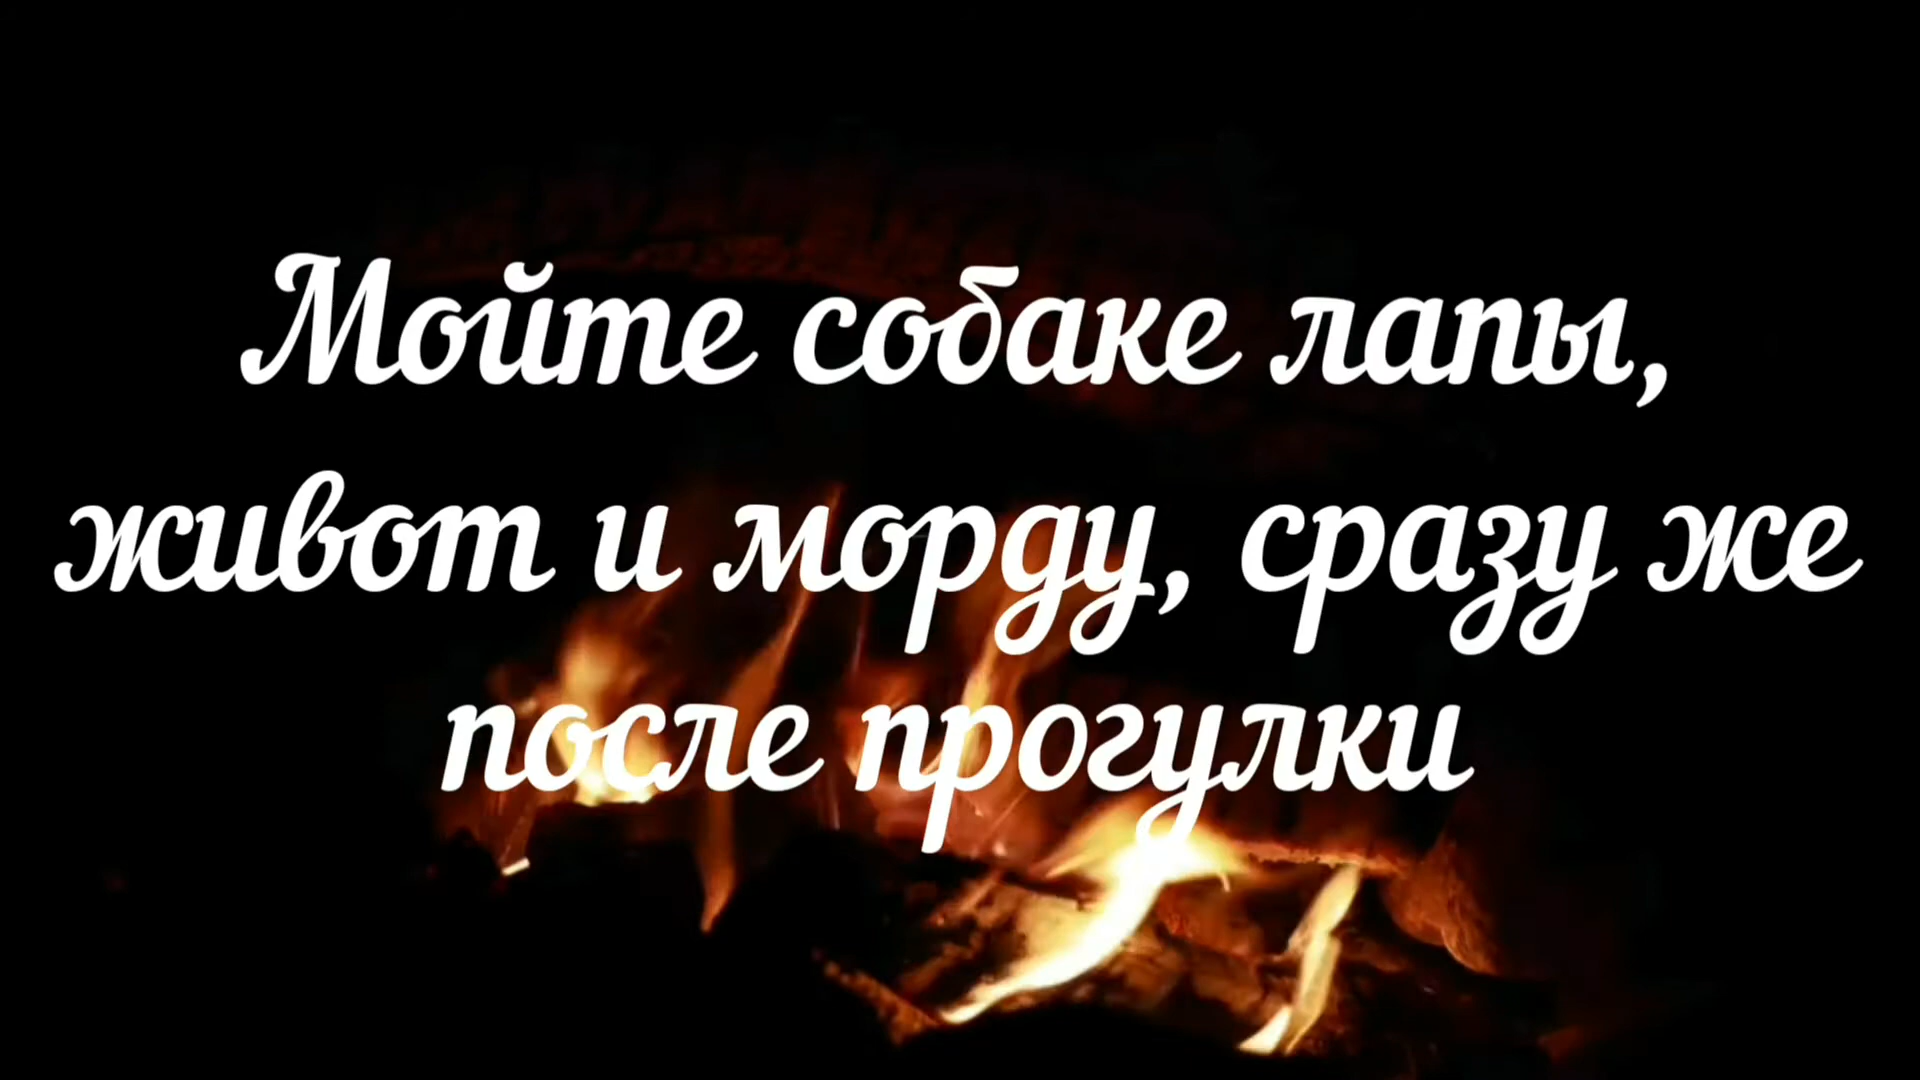 Мойте собаке лапы,
живот и морду, сразу же
после прогулки